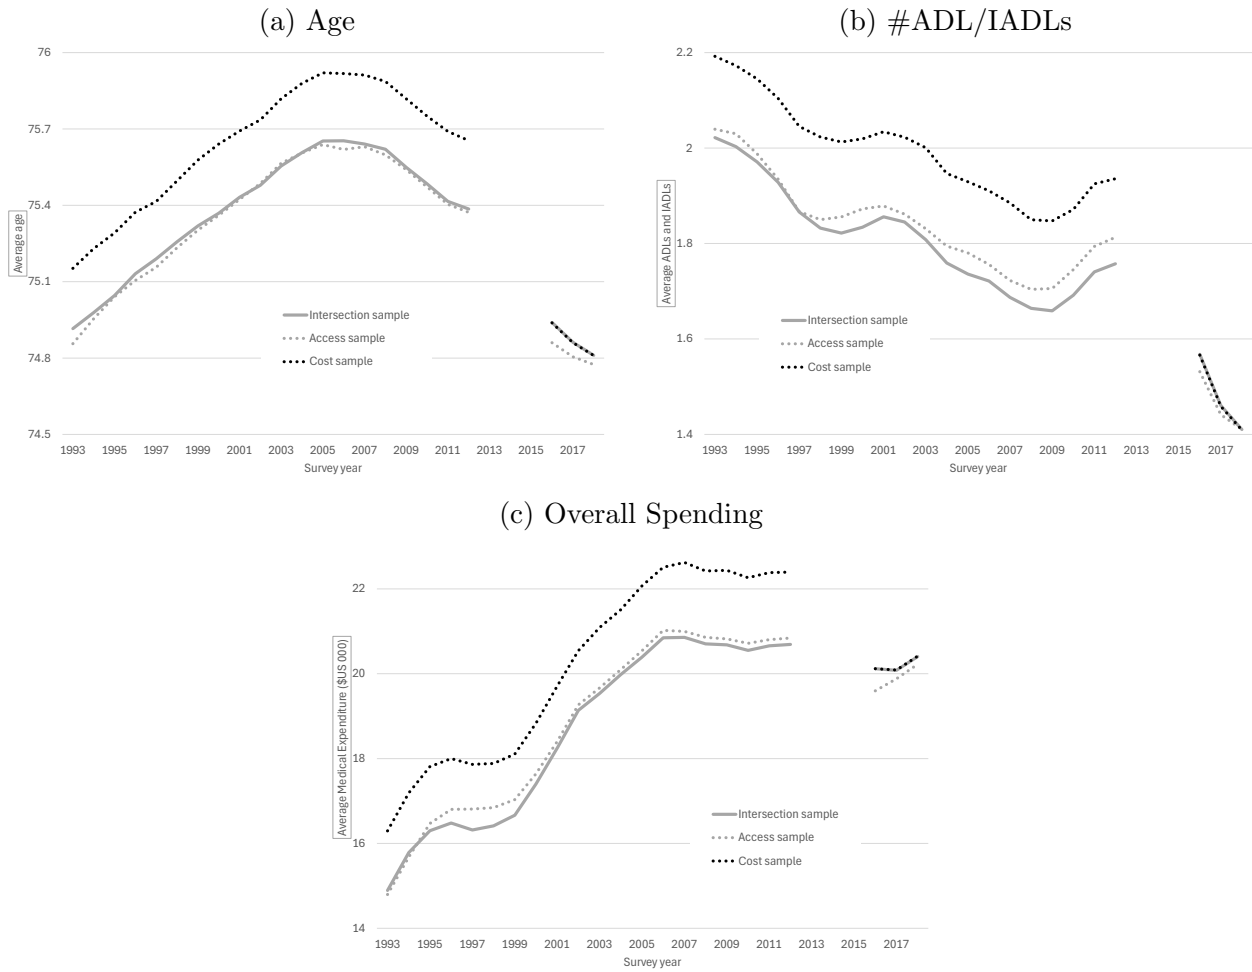 (a) Age
76
75.7
75.4
75.1
74.8
74.5
Average age
Intersection sample
Access sample
Cost sample
1993 1995 1997 1999 2001 2003 2005 2007 2009 2011 2013 2015 2017
Survey year
(b) #ADL/IADLs
2.2
2
1.8
1.6
1.4
Average ADLs and IADLs
Intersection sample
Access sample
Cost sample
1993 1995 1997 1999 2001 2003 2005 2007 2009 2011 2013 2015 2017
Survey year
(c) Overall Spending
22
20
18
16
14
Average Medical Expenditure ($US 000)
Intersection sample
Access sample
Cost sample
1993 1995 1997 1999 2001 2003 2005 2007 2009 2011 2013 2015 2017
Survey year